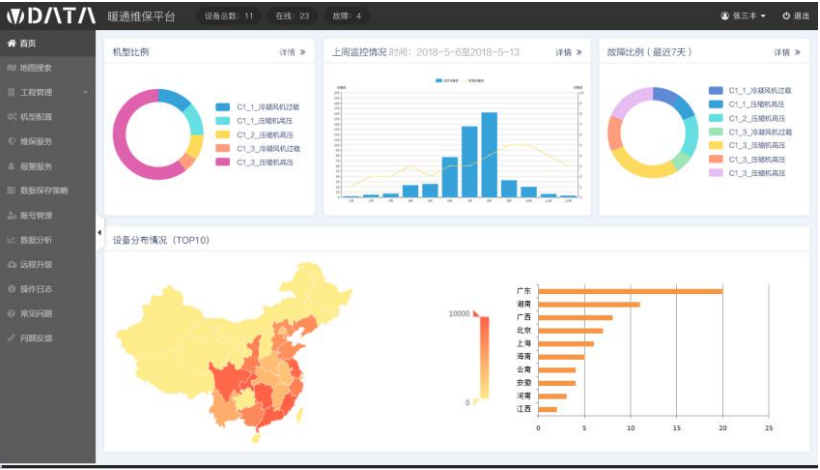 WDATA 暖通维保平台 设备总数: 11 在线: 23 故障: 4 张三丰 退出
首页
地图搜索
工程管理
机型配置
维保服务
报警服务
数据保存策略
账号管理
数据分析
远程升级
操作日志
常见问题
问题反馈
机型比例 详情 »
C1_1_冷凝风机过载
C1_1_压缩机高压
C1_2_压缩机高压
C1_3_冷凝风机过载
C1_3_压缩机高压
上周监控情况 时间: 2018-5-6至2018-5-13 详情 »
故障比例 ( 最近7天 ) 详情 »
C1_1_冷凝风机过载
C1_1_压缩机高压
C1_2_压缩机高压
C1_3_冷凝风机过载
C1_3_压缩机高压
C1_3_压缩机高压
C1_3_压缩机高压
设备分布情况 (TOP10)
10000
0
广东
湖南
广西
北京
上海
海南
云南
安徽
河南
江西
0 5 10 15 20 25